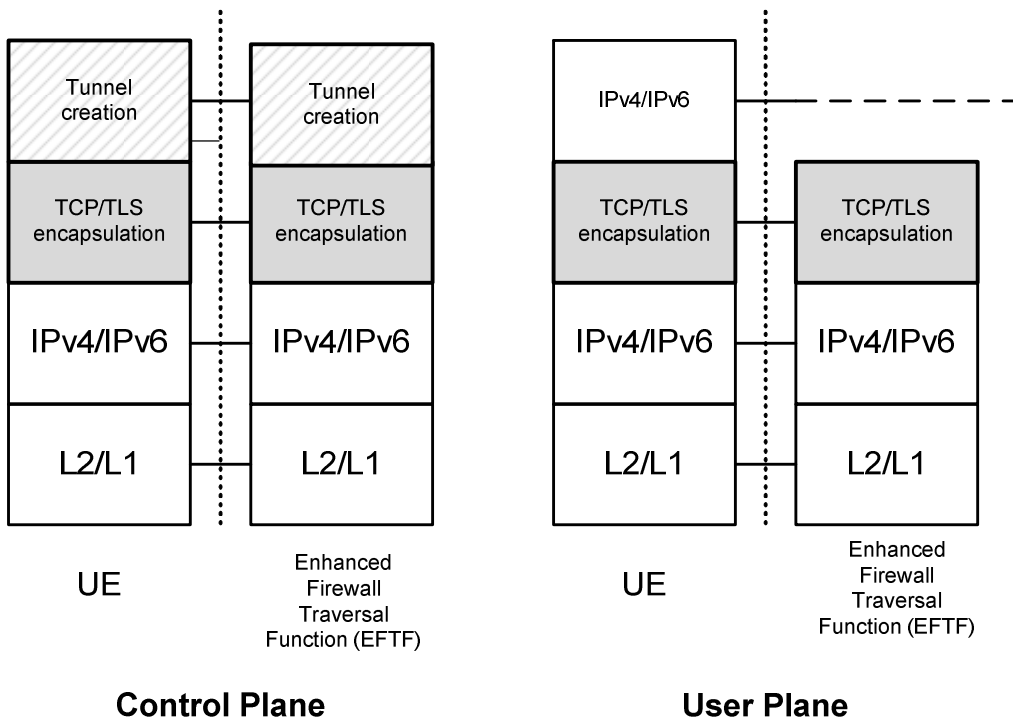 Tunnel
creation
TCP/TLS
encapsulation
IPv4/IPv6
L2/L1
UE
Tunnel
creation
TCP/TLS
encapsulation
IPv4/IPv6
L2/L1
Enhanced
Firewall
Traversal
Function (EFTF)
Control Plane
IPv4/IPv6
TCP/TLS
encapsulation
IPv4/IPv6
L2/L1
UE
TCP/TLS
encapsulation
IPv4/IPv6
L2/L1
Enhanced
Firewall
Traversal
Function (EFTF)
User Plane